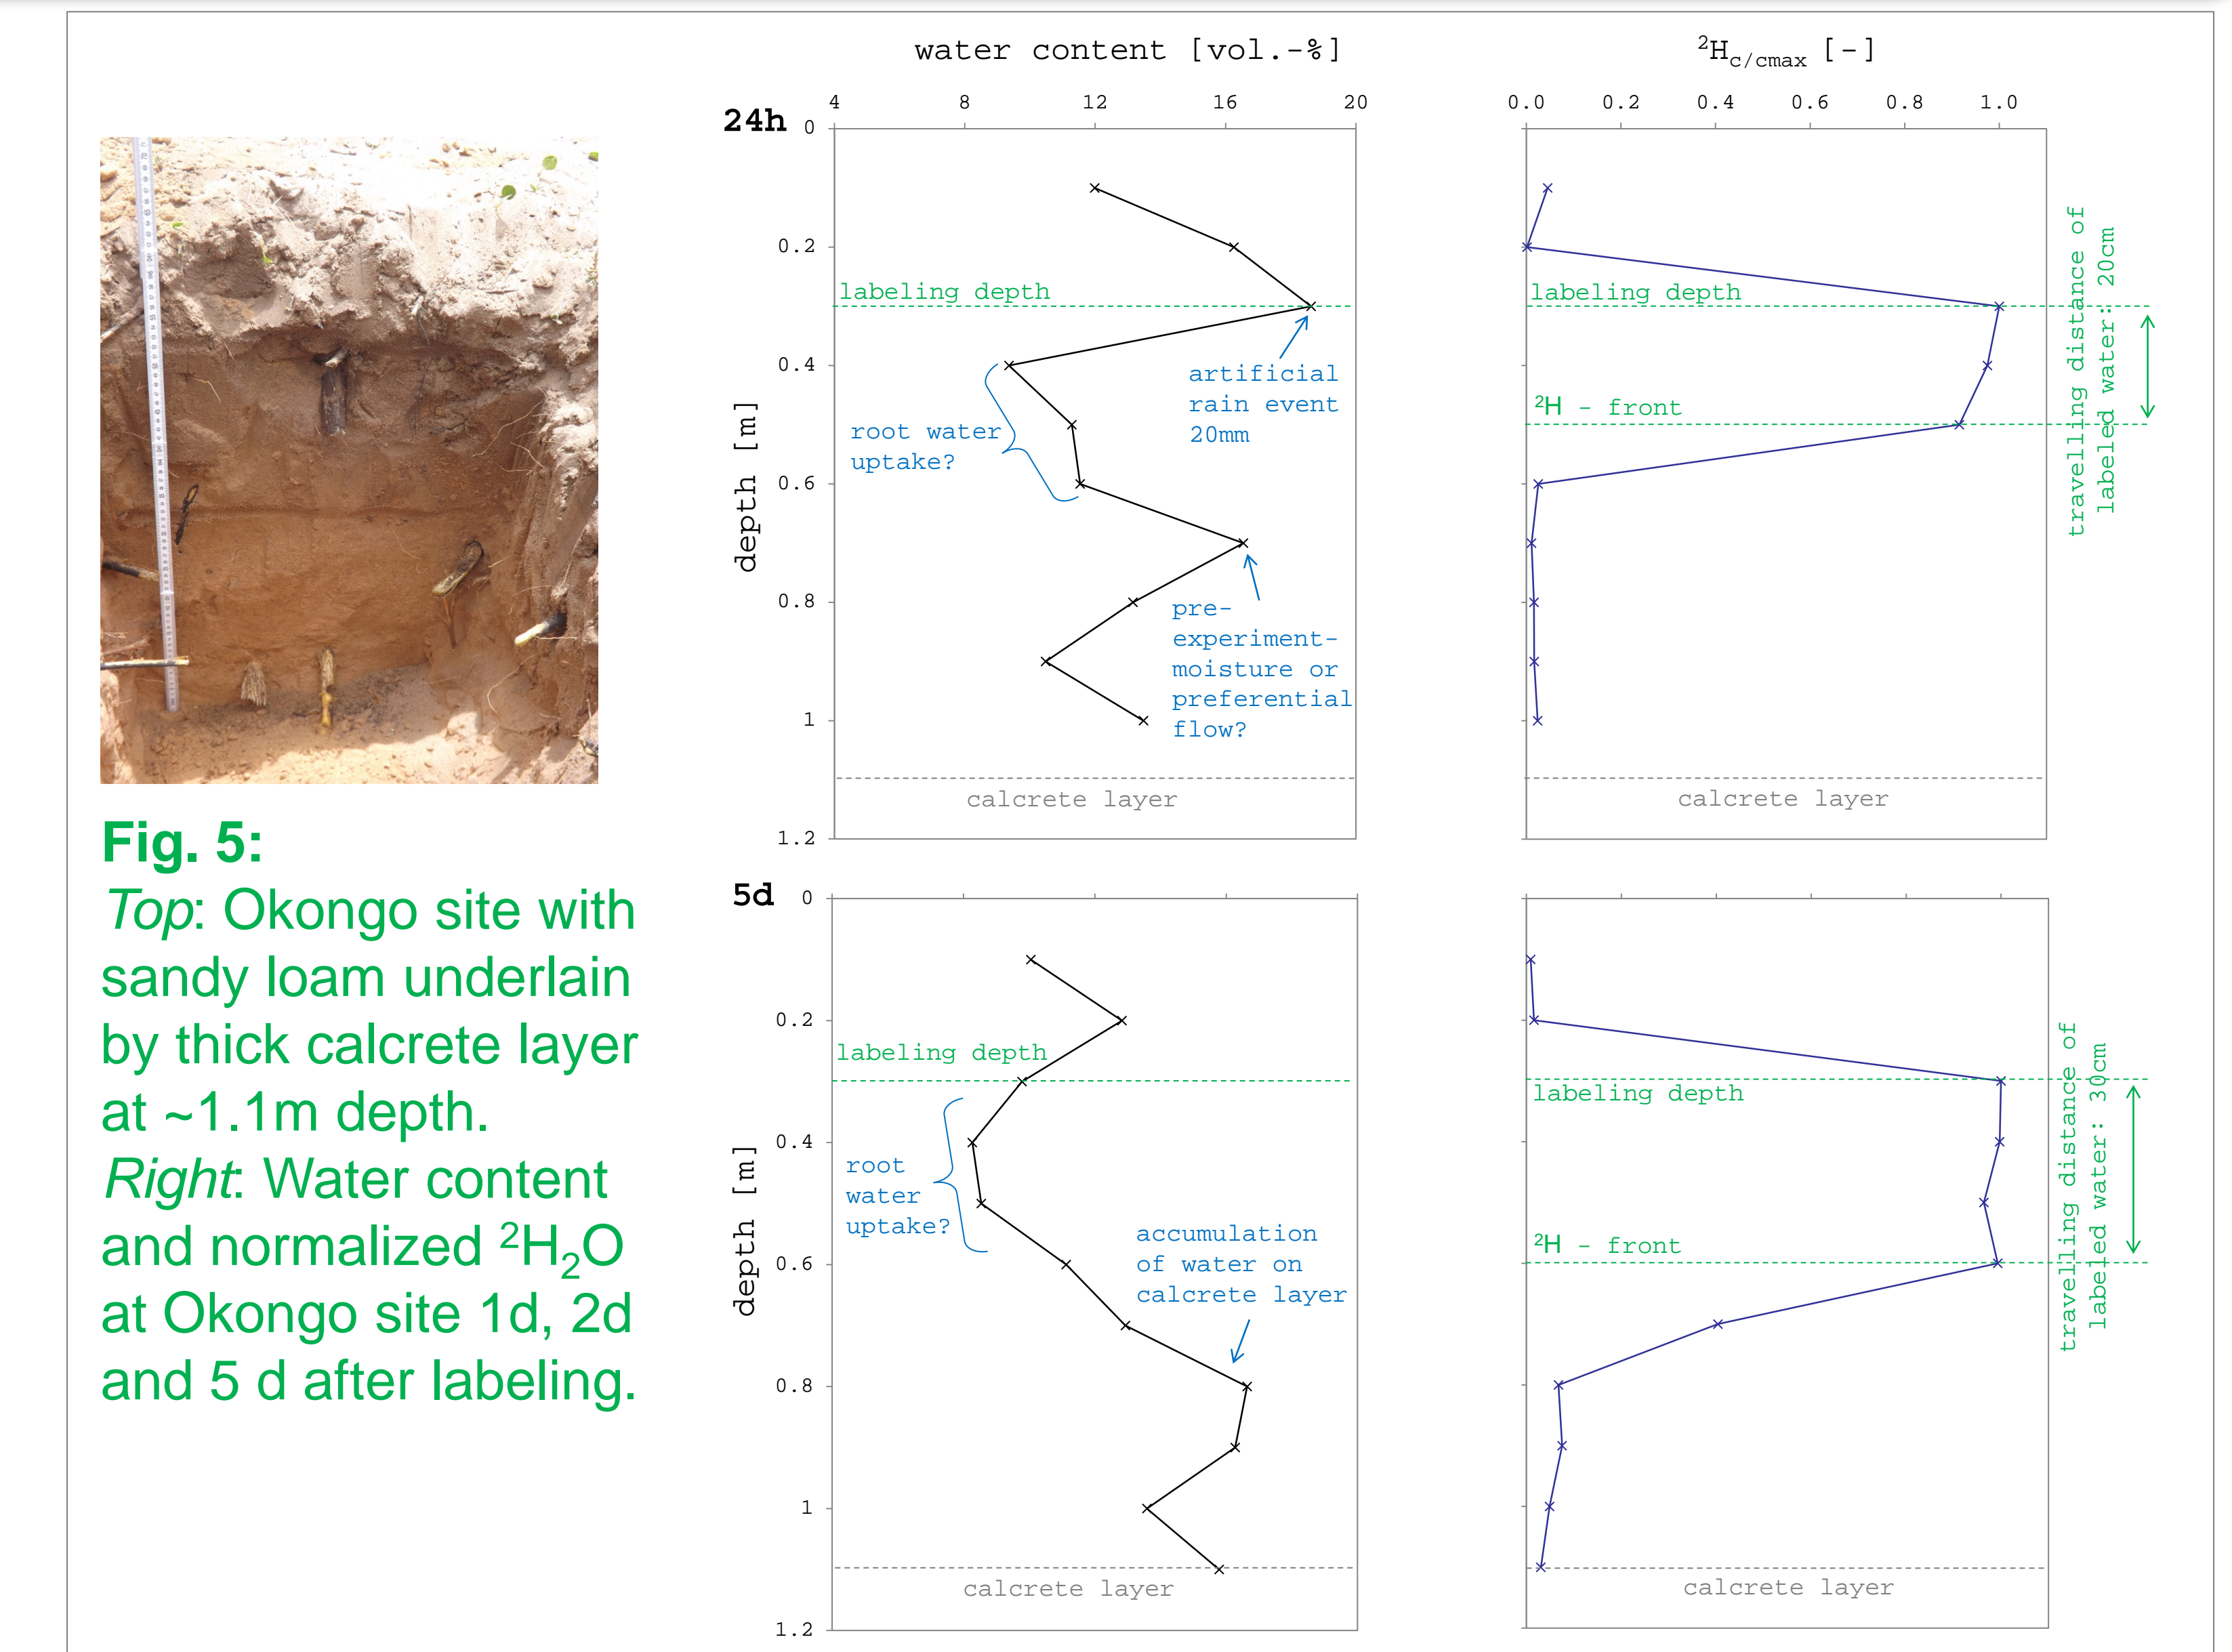 water content [vol.-%]
²H_c/cmax [-]
4 8 12 16 20
0.0 0.2 0.4 0.6 0.8 1.0
24h
0
0.2
0.4
0.6
0.8
1
1.2
depth [m]
labeling depth
artificial
rain event
20mm
root water
uptake?
pre-
experiment-
moisture or
preferential
flow?
calcrete layer
labeling depth
²H - front
calcrete layer
travelling distance of
labeled water: 20cm
Fig. 5:
Top: Okongo site with
sandy loam underlain
by thick calcrete layer
at ~1.1m depth.
Right: Water content
and normalized ²H₂O
at Okongo site 1d, 2d
and 5 d after labeling.
5d
0
0.2
0.4
0.6
0.8
1
1.2
depth [m]
labeling depth
root
water
uptake?
accumulation
of water on
calcrete layer
calcrete layer
labeling depth
²H - front
calcrete layer
travelling distance of
labeled water: 30cm